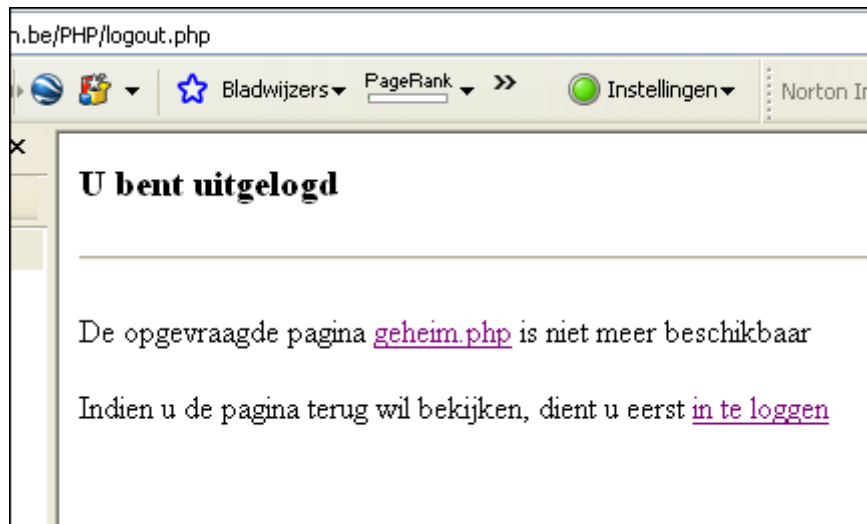 n.be/PHP/logout.php
Bladwijzers PageRank Instellingen Norton
U bent uitgelogd
De opgevraagde pagina geheim.php is niet meer beschikbaar
Indien u de pagina terug wil bekijken, dient u eerst in te loggen